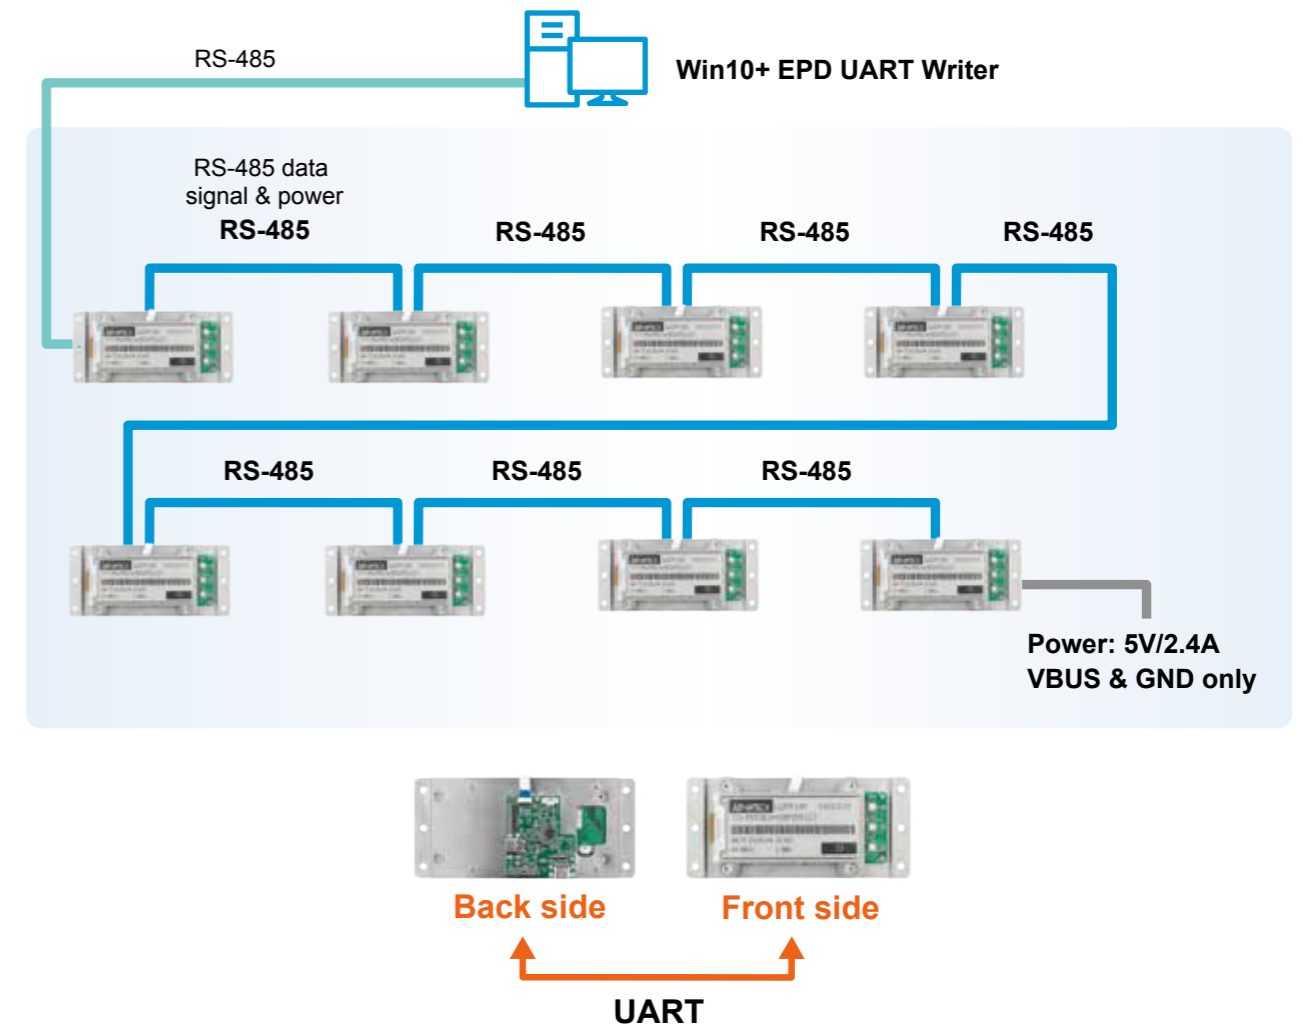 RS-485
Win10+ EPD UART Writer
RS-485 data
signal & power
RS-485
RS-485
RS-485
RS-485
RS-485
RS-485
RS-485
Power: 5V/2.4A
VBUS & GND only
Back side
Front side
UART